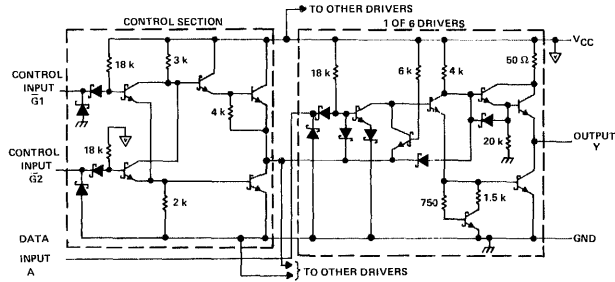 TO OTHER DRIVERS
CONTROL SECTION
1 OF 6 DRIVERS
VCC
18 k
3 k
18 k
6 k
4 k
50 Ω
CONTROL
INPUT
G̅1
4 k
18 k
CONTROL
INPUT
G̅2
20 k
OUTPUT
Y
2 k
750
1.5 k
DATA
GND
INPUT
A
TO OTHER DRIVERS